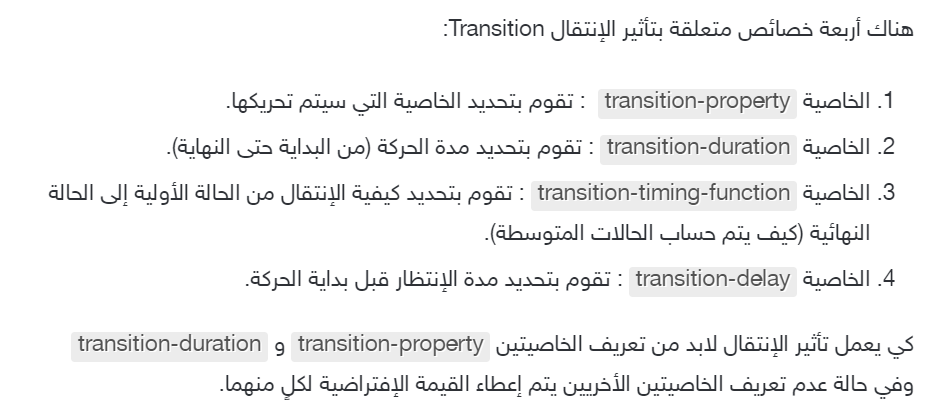 هناك أربعة خصائص متعلقة بتأثير الإنتقال Transition:
1. الخاصية transition-property : تقوم بتحديد الخاصية التي سيتم تحريكها.
2. الخاصية transition-duration : تقوم بتحديد مدة الحركة (من البداية حتى النهاية).
3. الخاصية transition-timing-function : تقوم بتحديد كيفية الإنتقال من الحالة الأولية إلى الحالة
النهائية (كيف يتم حساب الحالات المتوسطة).
4. الخاصية transition-delay : تقوم بتحديد مدة الإنتظار قبل بداية الحركة.
كي يعمل تأثير الإنتقال لابد من تعريف الخاصيتين transition-property و transition-duration
وفي حالة عدم تعريف الخاصيتين الأخريين يتم إعطاء القيمة الإفتراضية لكلٍ منهما.